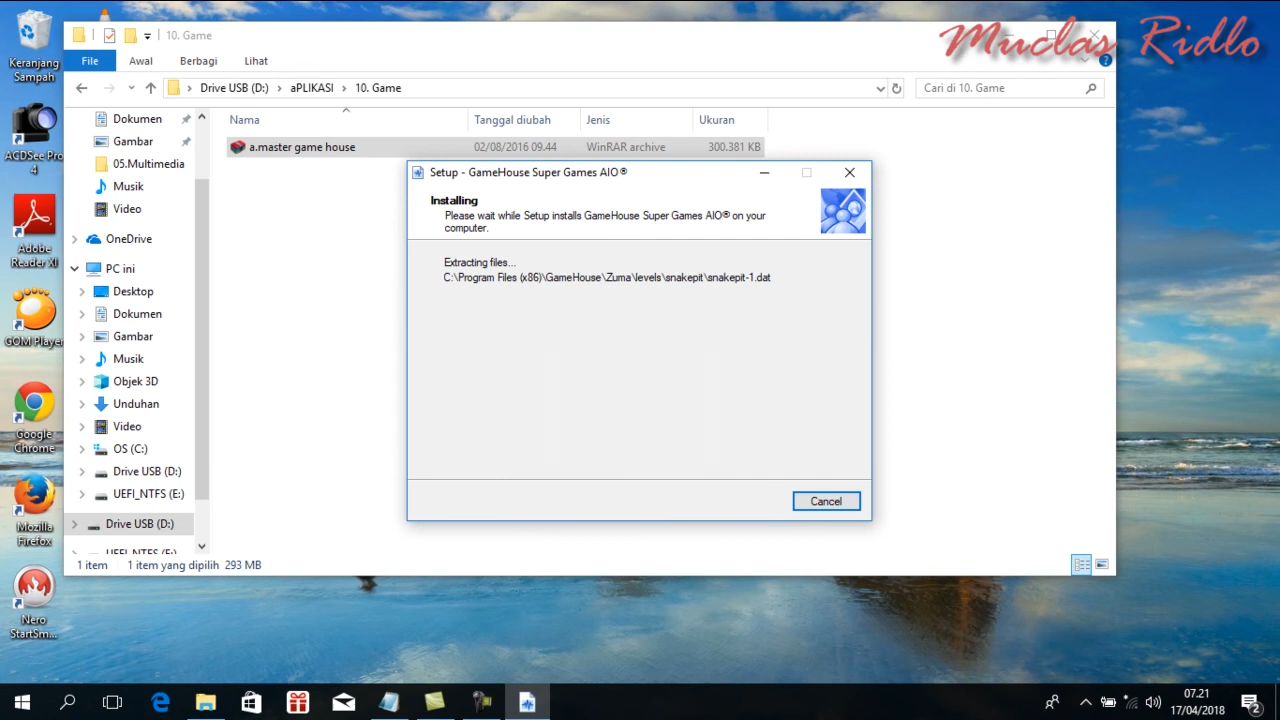 Muclas Ridlo
Keranjang
Sampah
ACDSee Pro
4
Adobe
Reader XI
GOM Player
Google
Chrome
Mozilla
Firefox
Nero
StartSm...
10. Game
File Awal Berbagi Lihat
Drive USB (D:) aPLIKASI 10. Game
Cari di 10. Game
Dokumen
Gambar
05.Multimedia
Musik
Video
OneDrive
PC ini
Desktop
Dokumen
Gambar
Musik
Objek 3D
Unduhan
Video
OS (C:)
Drive USB (D:)
UEFI_NTFS (E:)
Drive USB (D:)
UEFI_NTFS (E:)
Nama Tanggal diubah Jenis Ukuran
a.master game house 02/08/2016 09.44 WinRAR archive 300.381 KB
Setup - GameHouse Super Games AIO®
Installing
Please wait while Setup installs GameHouse Super Games AIO® on your
computer.
Extracting files...
C:\Program Files (x86)\GameHouse\Zuma\levels\snakepit\snakepit-1.dat
Cancel
1 item 1 item yang dipilih 293 MB
07.21
17/04/2018
2